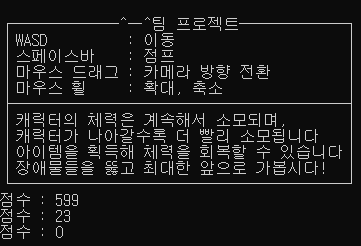 ^ㅡ^팀 프로젝트
WASD : 이동
스페이스바 : 점프
마우스 드래그 : 카메라 방향 전환
마우스 휠 : 확대, 축소
캐릭터의 체력은 계속해서 소모되며,
캐릭터가 나아갈수록 더 빨리 소모됩니다
아이템을 획득해 체력을 회복할 수 있습니다
장애물들을 뚫고 최대한 앞으로 가봅시다!
점수 : 599
점수 : 23
점수 : 0